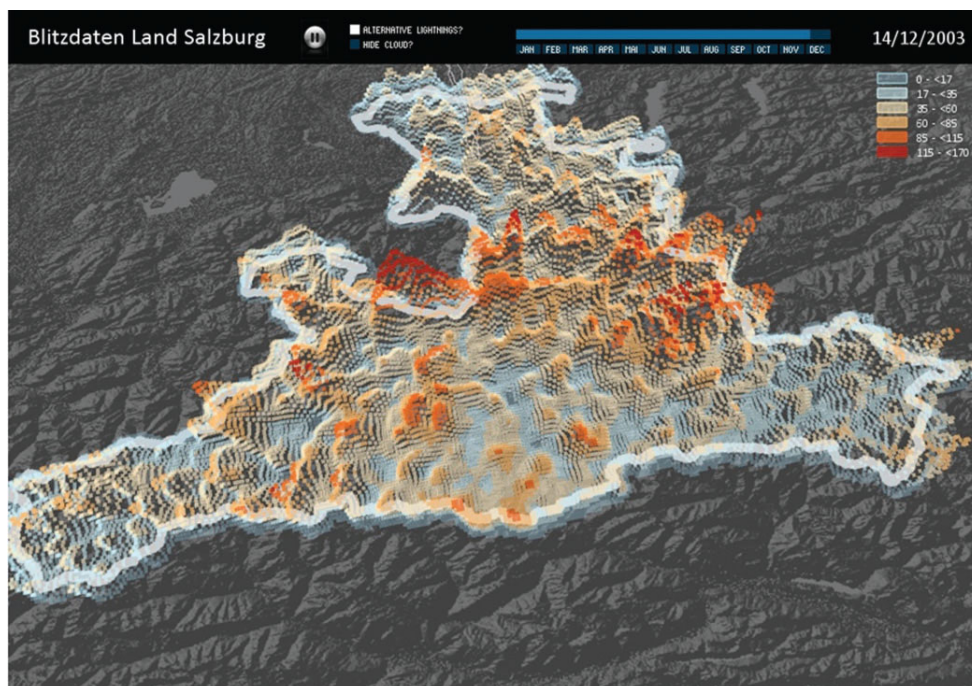 Blitzdaten Land Salzburg
ALTERNATIVE LIGHTNINGS?
HIDE CLOUD?
JAN FEB MAR APR MAI JUN JUL AUG SEP OCT NOV DEC
14/12/2003
0 - <17
17 - <35
35 - <60
60 - <85
85 - <115
115 - <170